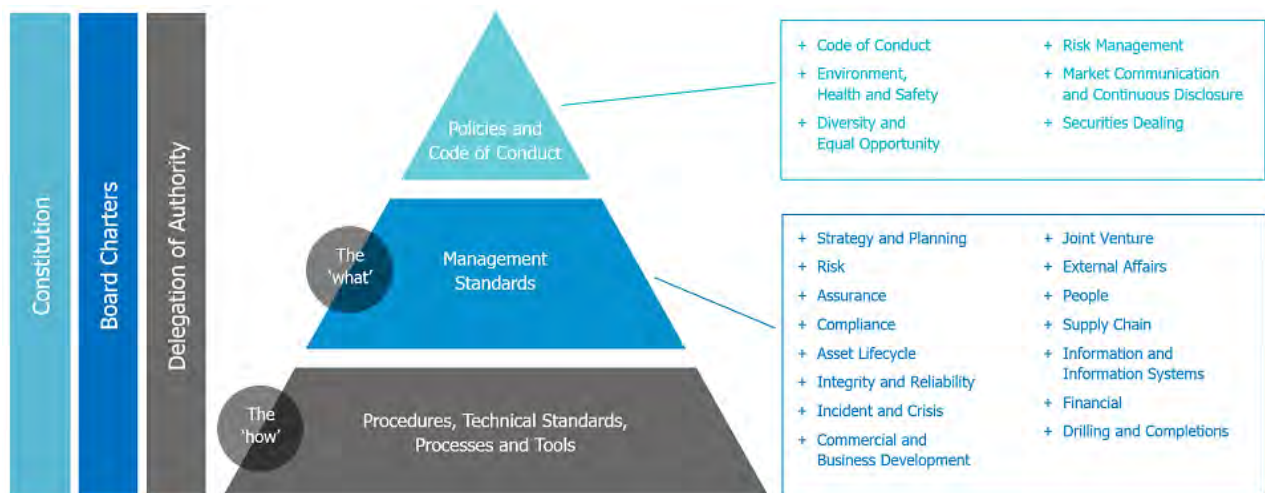 Constitution
Board Charters
Delegation of Authority
Policies and
Code of Conduct
The
‘what’
Management
Standards
The
‘how’
Procedures, Technical Standards,
Processes and Tools
+ Code of Conduct
+ Environment,
Health and Safety
+ Diversity and
Equal Opportunity
+ Risk Management
+ Market Communication
and Continuous Disclosure
+ Securities Dealing
+ Strategy and Planning
+ Risk
+ Assurance
+ Compliance
+ Asset Lifecycle
+ Integrity and Reliability
+ Incident and Crisis
+ Commercial and
Business Development
+ Joint Venture
+ External Affairs
+ People
+ Supply Chain
+ Information and
Information Systems
+ Financial
+ Drilling and Completions